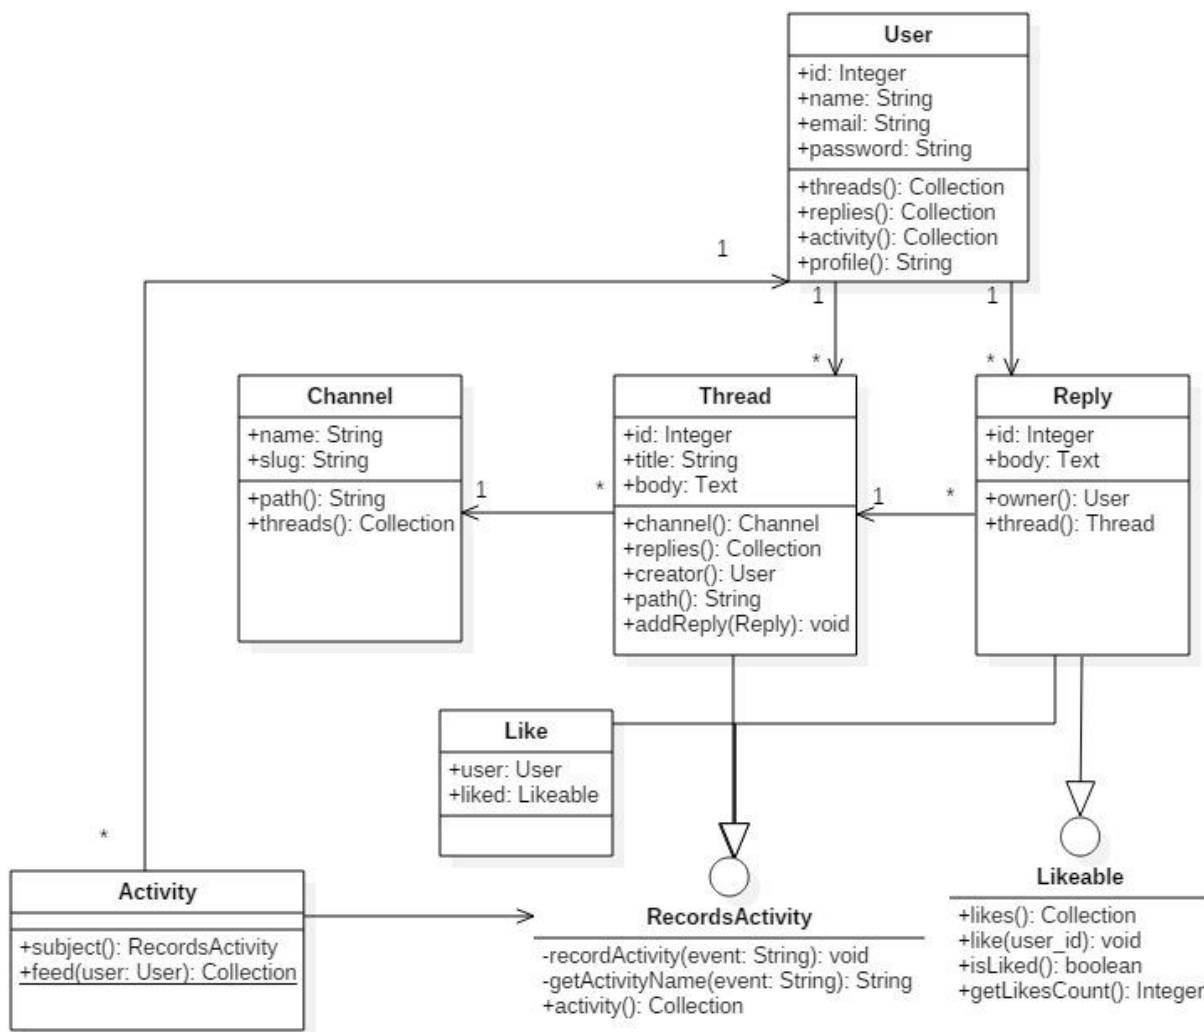 User
+id: Integer
+name: String
+email: String
+password: String
+threads(): Collection
+replies(): Collection
+activity(): Collection
+profile(): String
1
1
1
*
*
Channel
+name: String
+slug: String
+path(): String
+threads(): Collection
1
*
Thread
+id: Integer
+title: String
+body: Text
+channel(): Channel
+replies(): Collection
+creator(): User
+path(): String
+addReply(Reply): void
1
*
Reply
+id: Integer
+body: Text
+owner(): User
+thread(): Thread
Like
+user: User
+liked: Likeable
*
Activity
+subject(): RecordsActivity
+feed(user: User): Collection
RecordsActivity
-recordActivity(event: String): void
-getActivityName(event: String): String
+activity(): Collection
Likeable
+likes(): Collection
+like(user_id): void
+isLiked(): boolean
+getLikesCount(): Integer